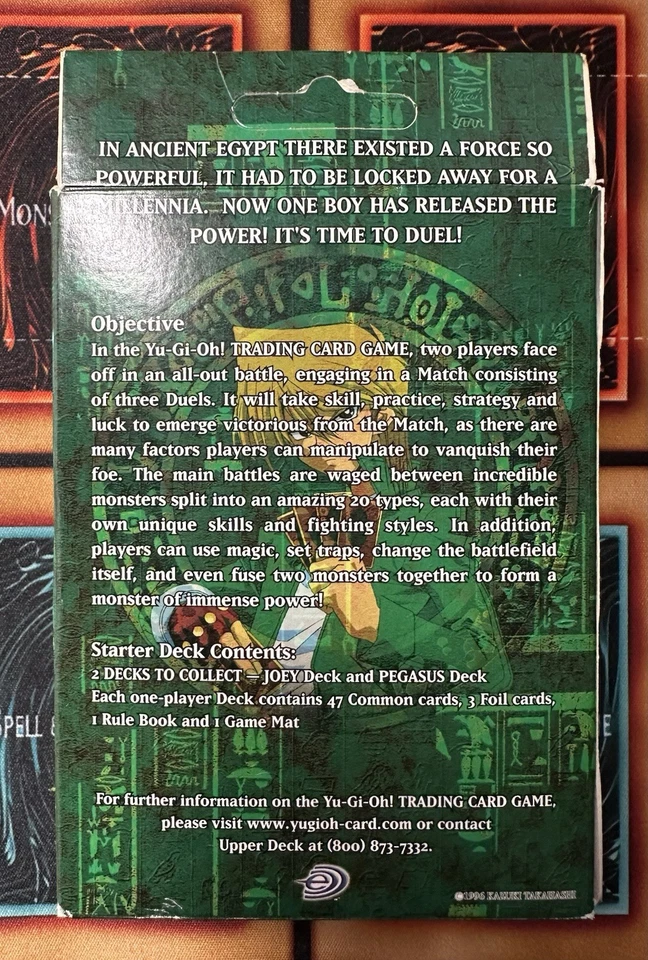 IN ANCIENT EGYPT THERE EXISTED A FORCE SO
POWERFUL, IT HAD TO BE LOCKED AWAY FOR A
MILLENNIA. NOW ONE BOY HAS RELEASED THE
POWER! IT'S TIME TO DUEL!
MONS
Objective
In the Yu-Gi-Oh! TRADING CARD GAME, two players face
off in an all-out battle, engaging in a Match consisting
of three Duels. It will take skill, practice, strategy and
luck to emerge victorious from the Match, as there are
many factors players can manipulate to vanquish their
foe. The main battles are waged between incredible
monsters split into an amazing 20 types, each with their
own unique skills and fighting styles. In addition,
players can use magic, set traps, change the battlefield
itself, and even fuse two monsters together to form a
monster of immense power!
Starter Deck Contents:
2 DECKS TO COLLECT — JOEY Deck and PEGASUS Deck
Each one-player Deck contains 47 Common cards, 3 Foil cards,
1 Rule Book and 1 Game Mat
SPELL &
E
For further information on the Yu-Gi-Oh! TRADING CARD GAME,
please visit www.yugioh-card.com or contact
Upper Deck at (800) 873-7332.
©1996 KAZUKI TAKAHASHI